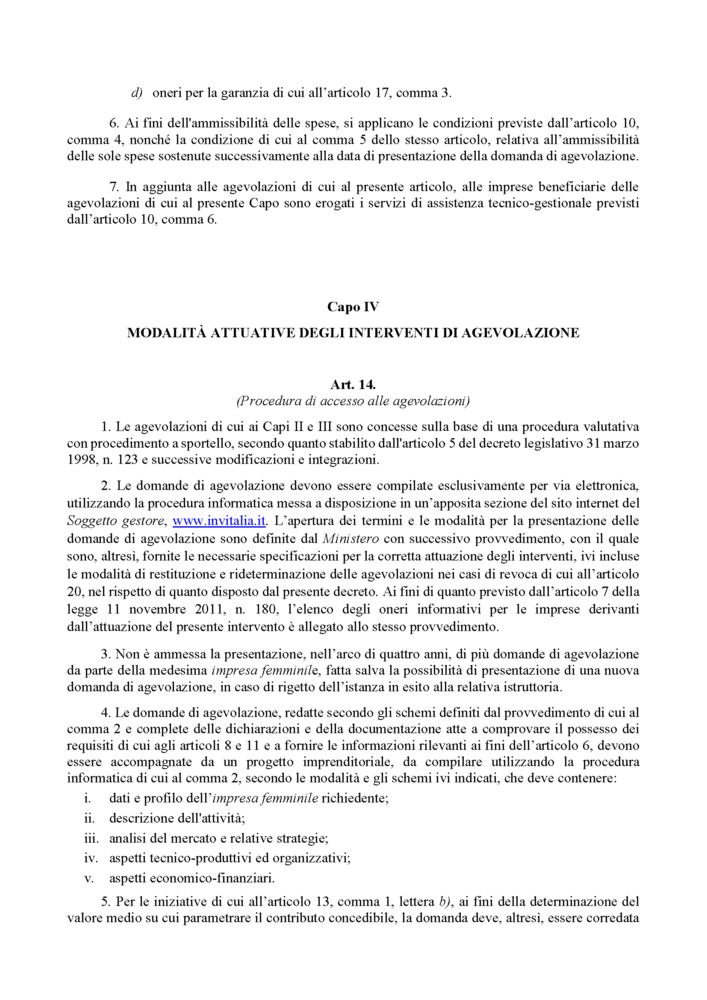 d) oneri per la garanzia di cui all’articolo 17, comma 3.
6. Ai fini dell'ammissibilità delle spese, si applicano le condizioni previste dall’articolo 10,
comma 4, nonché la condizione di cui al comma 5 dello stesso articolo, relativa all’ammissibilità
delle sole spese sostenute successivamente alla data di presentazione della domanda di agevolazione.
7. In aggiunta alle agevolazioni di cui al presente articolo, alle imprese beneficiarie delle
agevolazioni di cui al presente Capo sono erogati i servizi di assistenza tecnico-gestionale previsti
dall’articolo 10, comma 6.
Capo IV
MODALITÀ ATTUATIVE DEGLI INTERVENTI DI AGEVOLAZIONE
Art. 14.
(Procedura di accesso alle agevolazioni)
1. Le agevolazioni di cui ai Capi II e III sono concesse sulla base di una procedura valutativa
con procedimento a sportello, secondo quanto stabilito dall'articolo 5 del decreto legislativo 31 marzo
1998, n. 123 e successive modificazioni e integrazioni.
2. Le domande di agevolazione devono essere compilate esclusivamente per via elettronica,
utilizzando la procedura informatica messa a disposizione in un’apposita sezione del sito internet del
Soggetto gestore, www.invitalia.it. L’apertura dei termini e le modalità per la presentazione delle
domande di agevolazione sono definite dal Ministero con successivo provvedimento, con il quale
sono, altresì, fornite le necessarie specificazioni per la corretta attuazione degli interventi, ivi incluse
le modalità di restituzione e rideterminazione delle agevolazioni nei casi di revoca di cui all’articolo
20, nel rispetto di quanto disposto dal presente decreto. Ai fini di quanto previsto dall’articolo 7 della
legge 11 novembre 2011, n. 180, l’elenco degli oneri informativi per le imprese derivanti
dall’attuazione del presente intervento è allegato allo stesso provvedimento.
3. Non è ammessa la presentazione, nell’arco di quattro anni, di più domande di agevolazione
da parte della medesima impresa femminile, fatta salva la possibilità di presentazione di una nuova
domanda di agevolazione, in caso di rigetto dell’istanza in esito alla relativa istruttoria.
4. Le domande di agevolazione, redatte secondo gli schemi definiti dal provvedimento di cui al
comma 2 e complete delle dichiarazioni e della documentazione atte a comprovare il possesso dei
requisiti di cui agli articoli 8 e 11 e a fornire le informazioni rilevanti ai fini dell’articolo 6, devono
essere accompagnate da un progetto imprenditoriale, da compilare utilizzando la procedura
informatica di cui al comma 2, secondo le modalità e gli schemi ivi indicati, che deve contenere:
i. dati e profilo dell’impresa femminile richiedente;
ii. descrizione dell'attività;
iii. analisi del mercato e relative strategie;
iv. aspetti tecnico-produttivi ed organizzativi;
v. aspetti economico-finanziari.
5. Per le iniziative di cui all’articolo 13, comma 1, lettera b), ai fini della determinazione del
valore medio su cui parametrare il contributo concedibile, la domanda deve, altresì, essere corredata